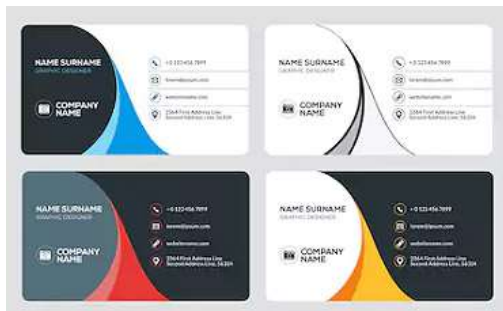 NAME SURNAME
GRAPHIC DESIGNER
COMPANY
NAME
+0 123 456 7899
lorem@ipsum.com
websitename.com
2564 First Address Line
Second Address Line, 56324
NAME SURNAME
GRAPHIC DESIGNER
COMPANY
NAME
+0 123 456 7899
lorem@ipsum.com
websitename.com
2564 First Address Line
Second Address Line, 56324
NAME SURNAME
GRAPHIC DESIGNER
COMPANY
NAME
+0 123 456 7899
lorem@ipsum.com
websitename.com
2564 First Address Line
Second Address Line, 56324
NAME SURNAME
GRAPHIC DESIGNER
COMPANY
NAME
+0 123 456 7899
lorem@ipsum.com
websitename.com
2564 First Address Line
Second Address Line, 56324